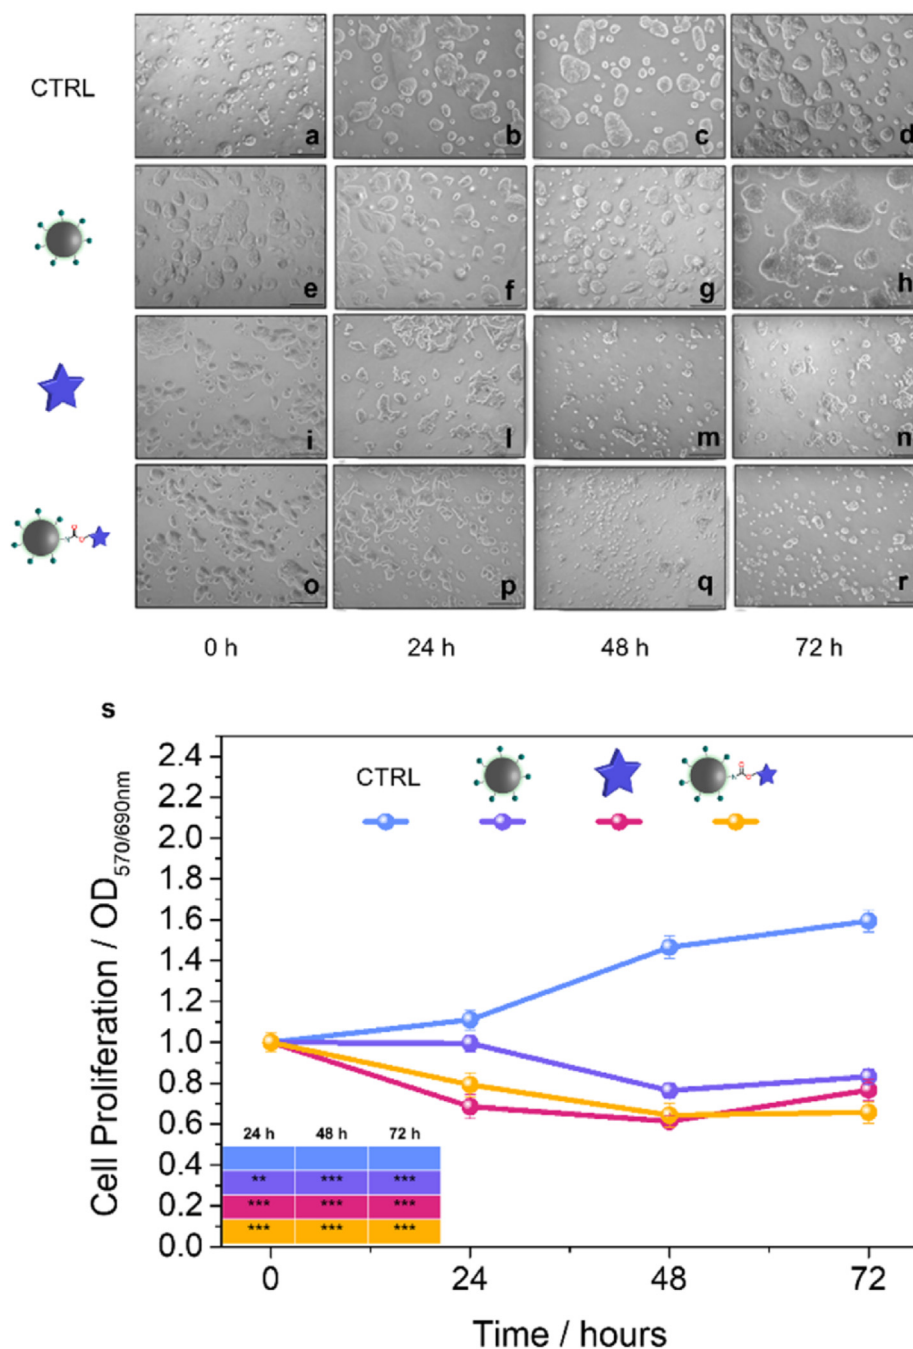 CTRL
a b c d
e f g h
i l m n
o p q r
0 h 24 h 48 h 72 h
s
CTRL
N O O
2.4
2.2
2.0
1.8
1.6
1.4
1.2
1.0
0.8
0.6
0.4
0.2
0.0
Cell Proliferation / OD570/690nm
24 h 48 h 72 h
** *** ***
*** *** ***
*** *** ***
0 24 48 72
Time / hours